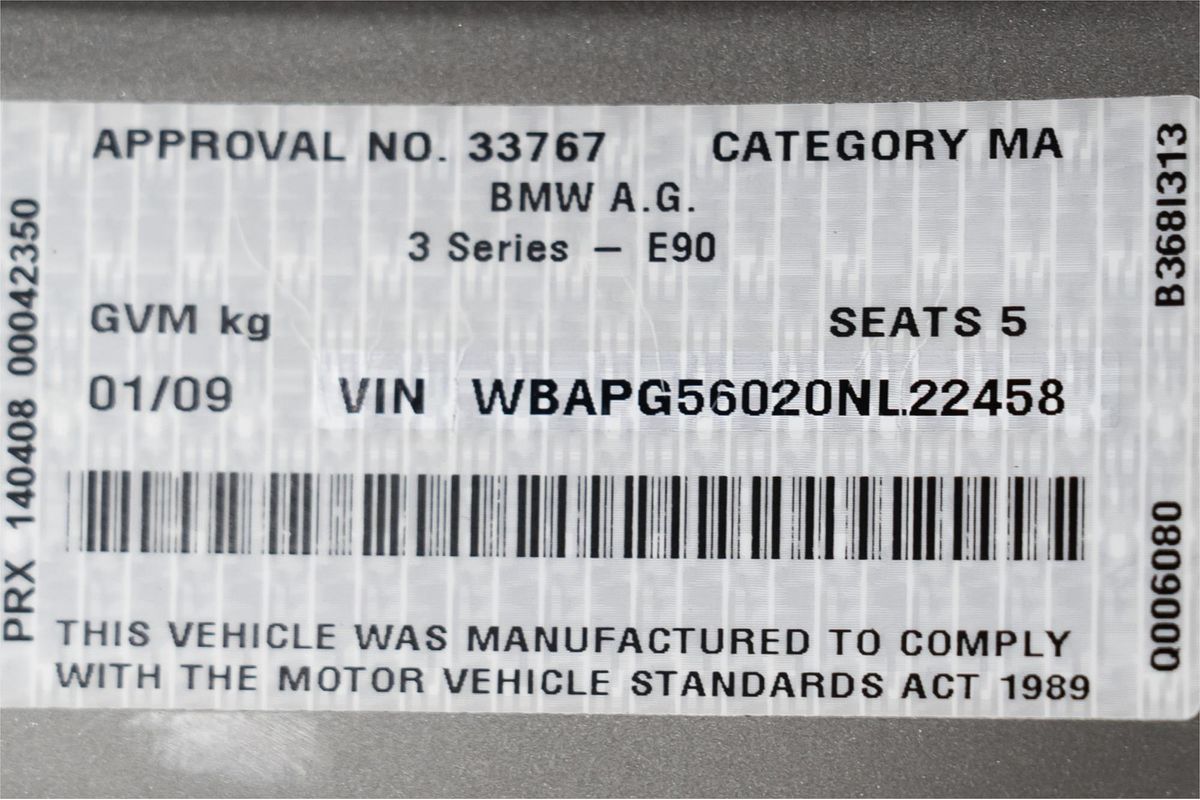 APPROVAL NO. 33767 CATEGORY MA
BMW A.G.
3 Series – E90
GVM kg SEATS 5
01/09 VIN WBAPG56020NL22458
THIS VEHICLE WAS MANUFACTURED TO COMPLY
WITH THE MOTOR VEHICLE STANDARDS ACT 1989
PRX 140408 00042350
B368I313
Q006080